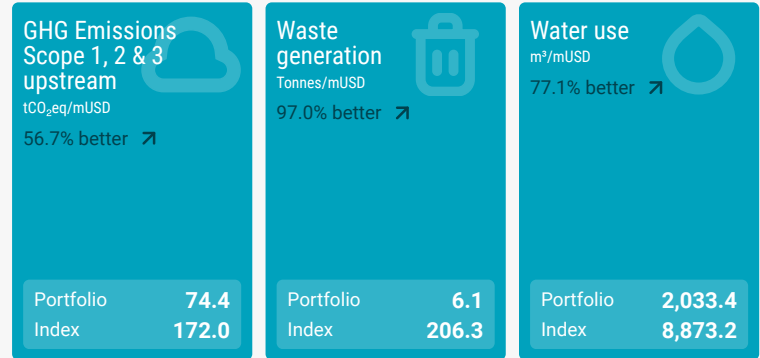 GHG Emissions
Scope 1, 2 & 3
upstream
tCO₂eq/mUSD
56.7% better
Portfolio 74.4
Index 172.0
Waste
generation
Tonnes/mUSD
97.0% better
Portfolio 6.1
Index 206.3
Water use
m³/mUSD
77.1% better
Portfolio 2,033.4
Index 8,873.2